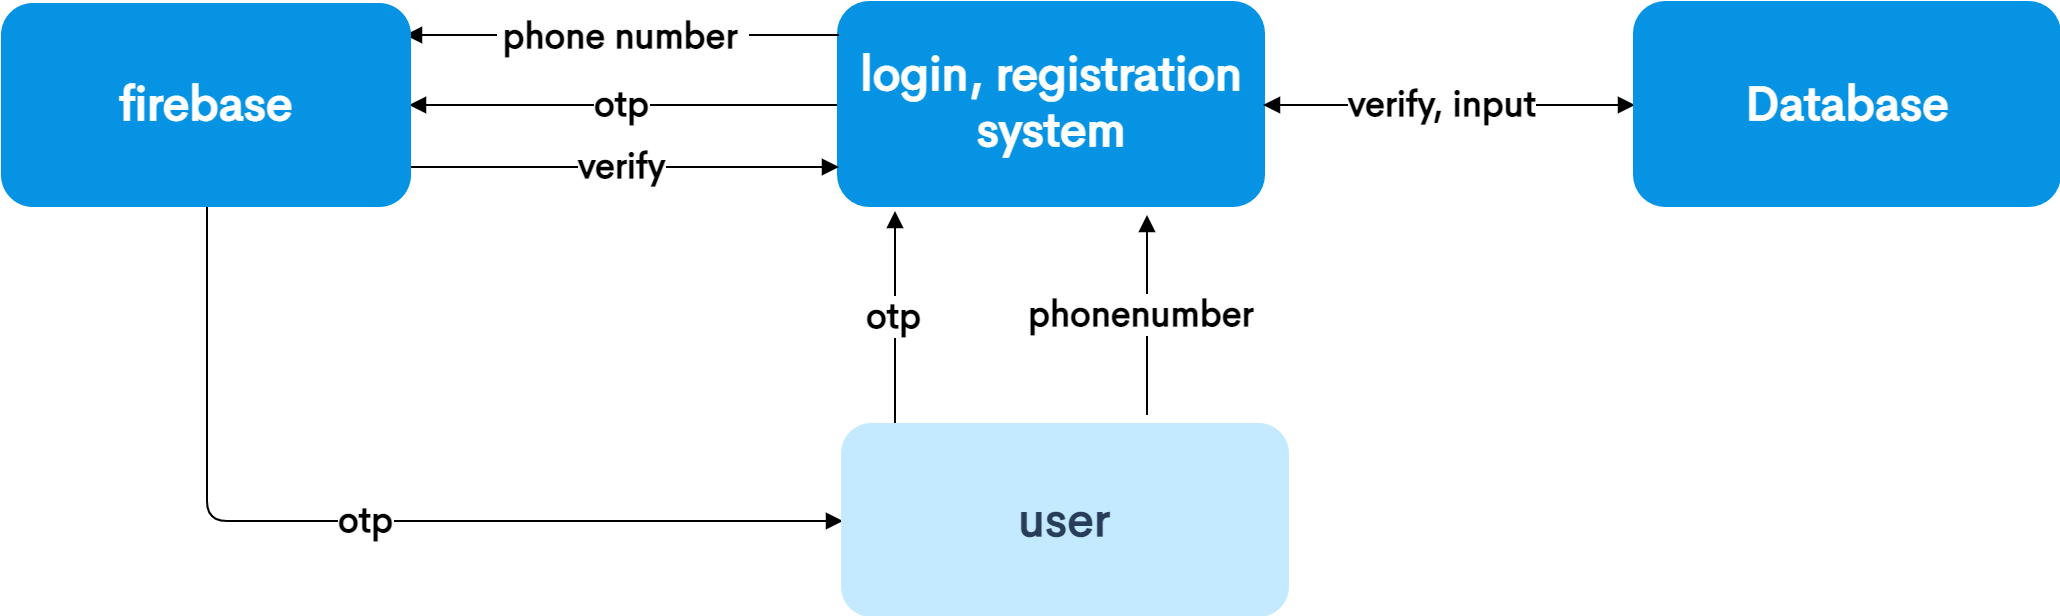 phone number
firebase
otp
verify
login, registration
system
verify, input
Database
otp
phonenumber
otp
user